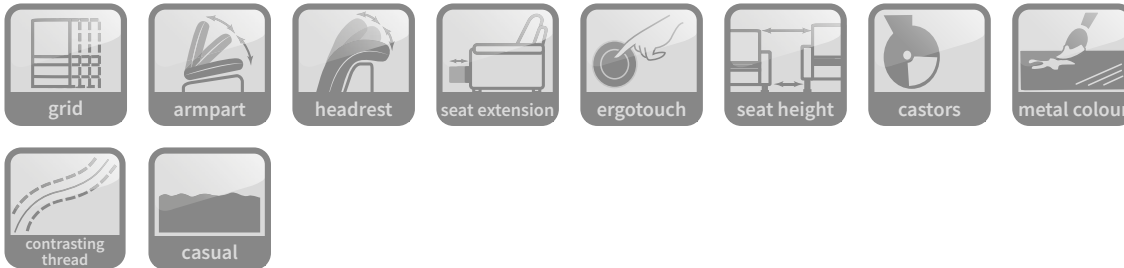 grid
armpart
headrest
seat extension
ergotouch
seat height
castors
metal colour
contrasting
thread
casual